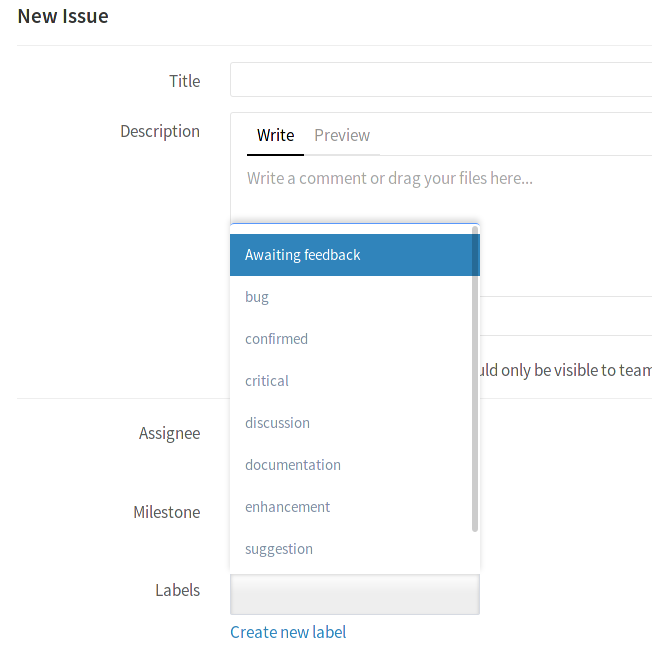 New Issue
Title
Description
Write Preview
Write a comment or drag your files here...
Awaiting feedback
bug
confirmed
critical
uld only be visible to team
discussion
Assignee
documentation
enhancement
Milestone
suggestion
Labels
Create new label